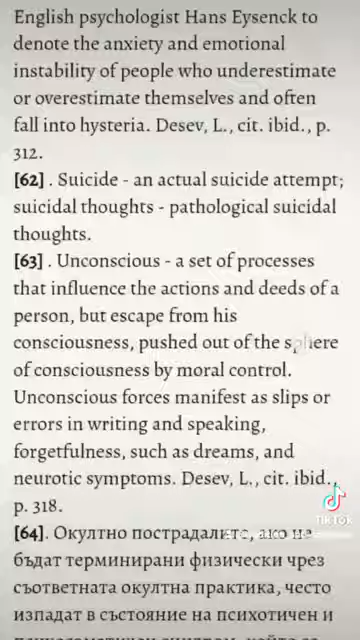 English psychologist Hans Eysenck to
denote the anxiety and emotional
instability of people who underestimate
or overestimate themselves and often
fall into hysteria. Desev, L., cit. ibid., p.
312.
[62] . Suicide - an actual suicide attempt;
suicidal thoughts - pathological suicidal
thoughts.
[63] . Unconscious - a set of processes
that influence the actions and deeds of a
person, but escape from his
consciousness, pushed out of the sphere
of consciousness by moral control.
Unconscious forces manifest as slips or
errors in writing and speaking,
forgetfulness, such as dreams, and
neurotic symptoms. Desev, L., cit. ibid.,
p. 318.
TikTok
[64]. Окултно пострадалите, ако не
бъдат терминирани физически чрез
съответната окултна практика, често
изпадат в състояние на психотичен и